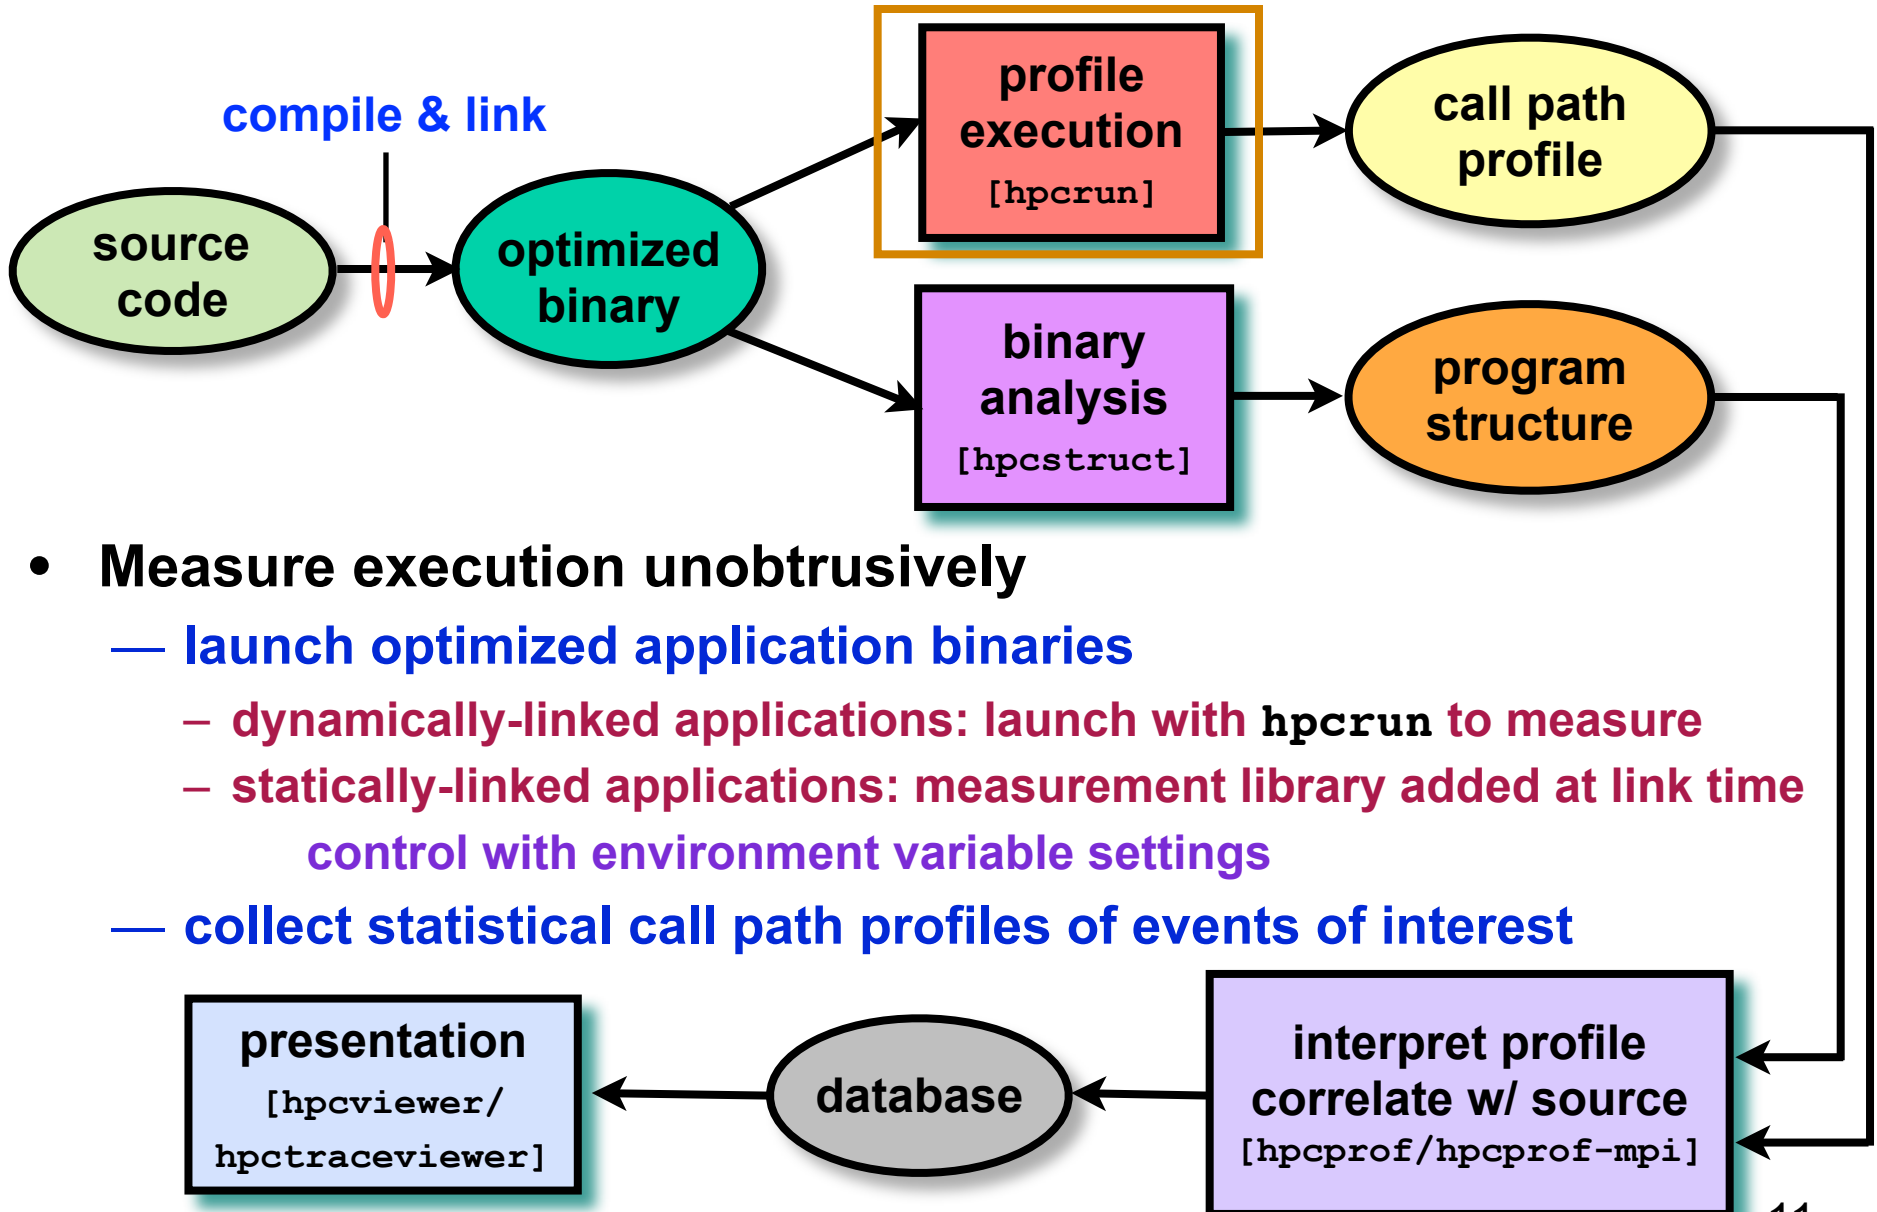 compile & link
source
code
optimized
binary
profile
execution
[hpcrun]
call path
profile
binary
analysis
[hpcstruct]
program
structure
• Measure execution unobtrusively
— launch optimized application binaries
– dynamically-linked applications: launch with hpcrun to measure
– statically-linked applications: measurement library added at link time
control with environment variable settings
— collect statistical call path profiles of events of interest
presentation
[hpcviewer/
hpctraceviewer]
database
interpret profile
correlate w/ source
[hpcprof/hpcprof-mpi]
11